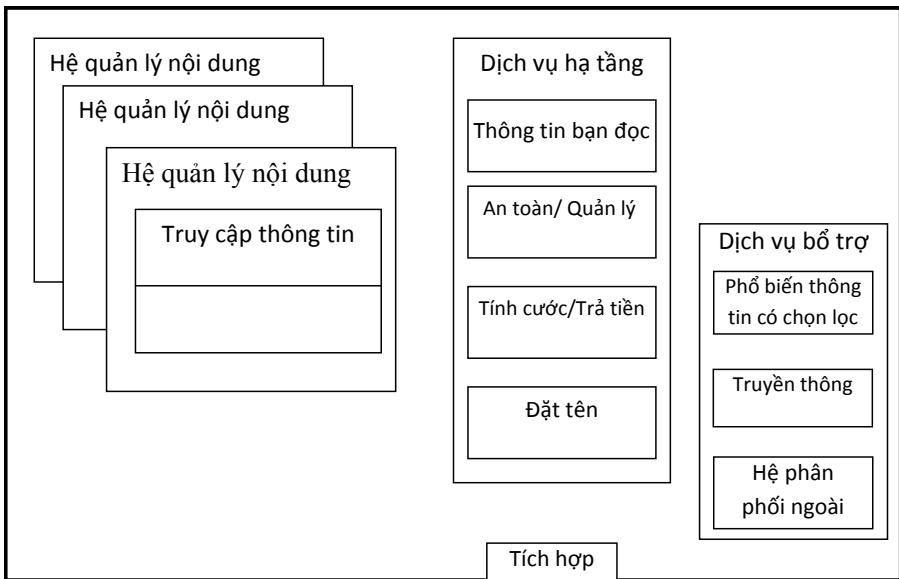 Hệ quản lý nội dung
Hệ quản lý nội dung
Hệ quản lý nội dung
Truy cập thông tin
Dịch vụ hạ tầng
Thông tin bạn đọc
An toàn/ Quản lý
Tính cước/Trả tiền
Đặt tên
Dịch vụ bổ trợ
Phổ biến thông
tin có chọn lọc
Truyền thông
Hệ phân
phối ngoài
Tích hợp